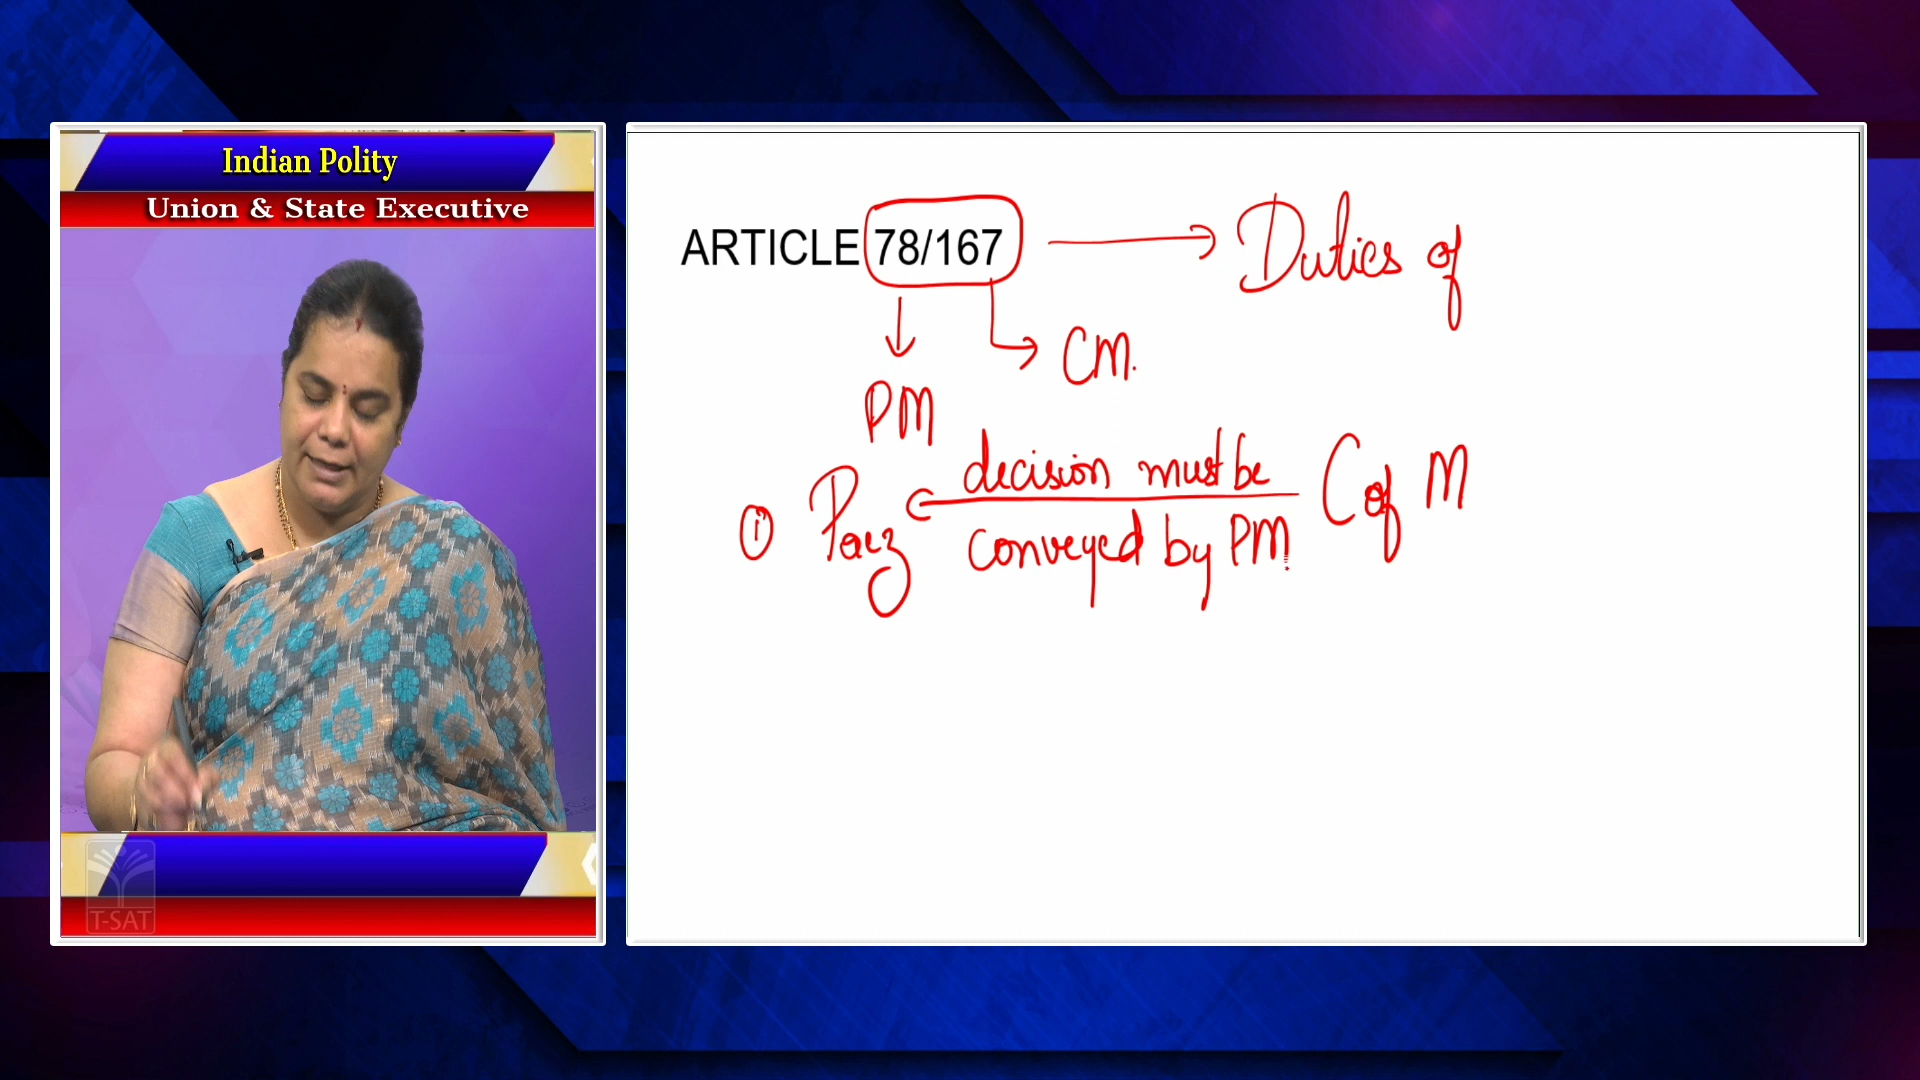 Indian Polity
Union & State Executive
T-SAT
ARTICLE 78/167 → Duties of
CM.
PM
decision must be
① Prez C of M
conveyed by PM.